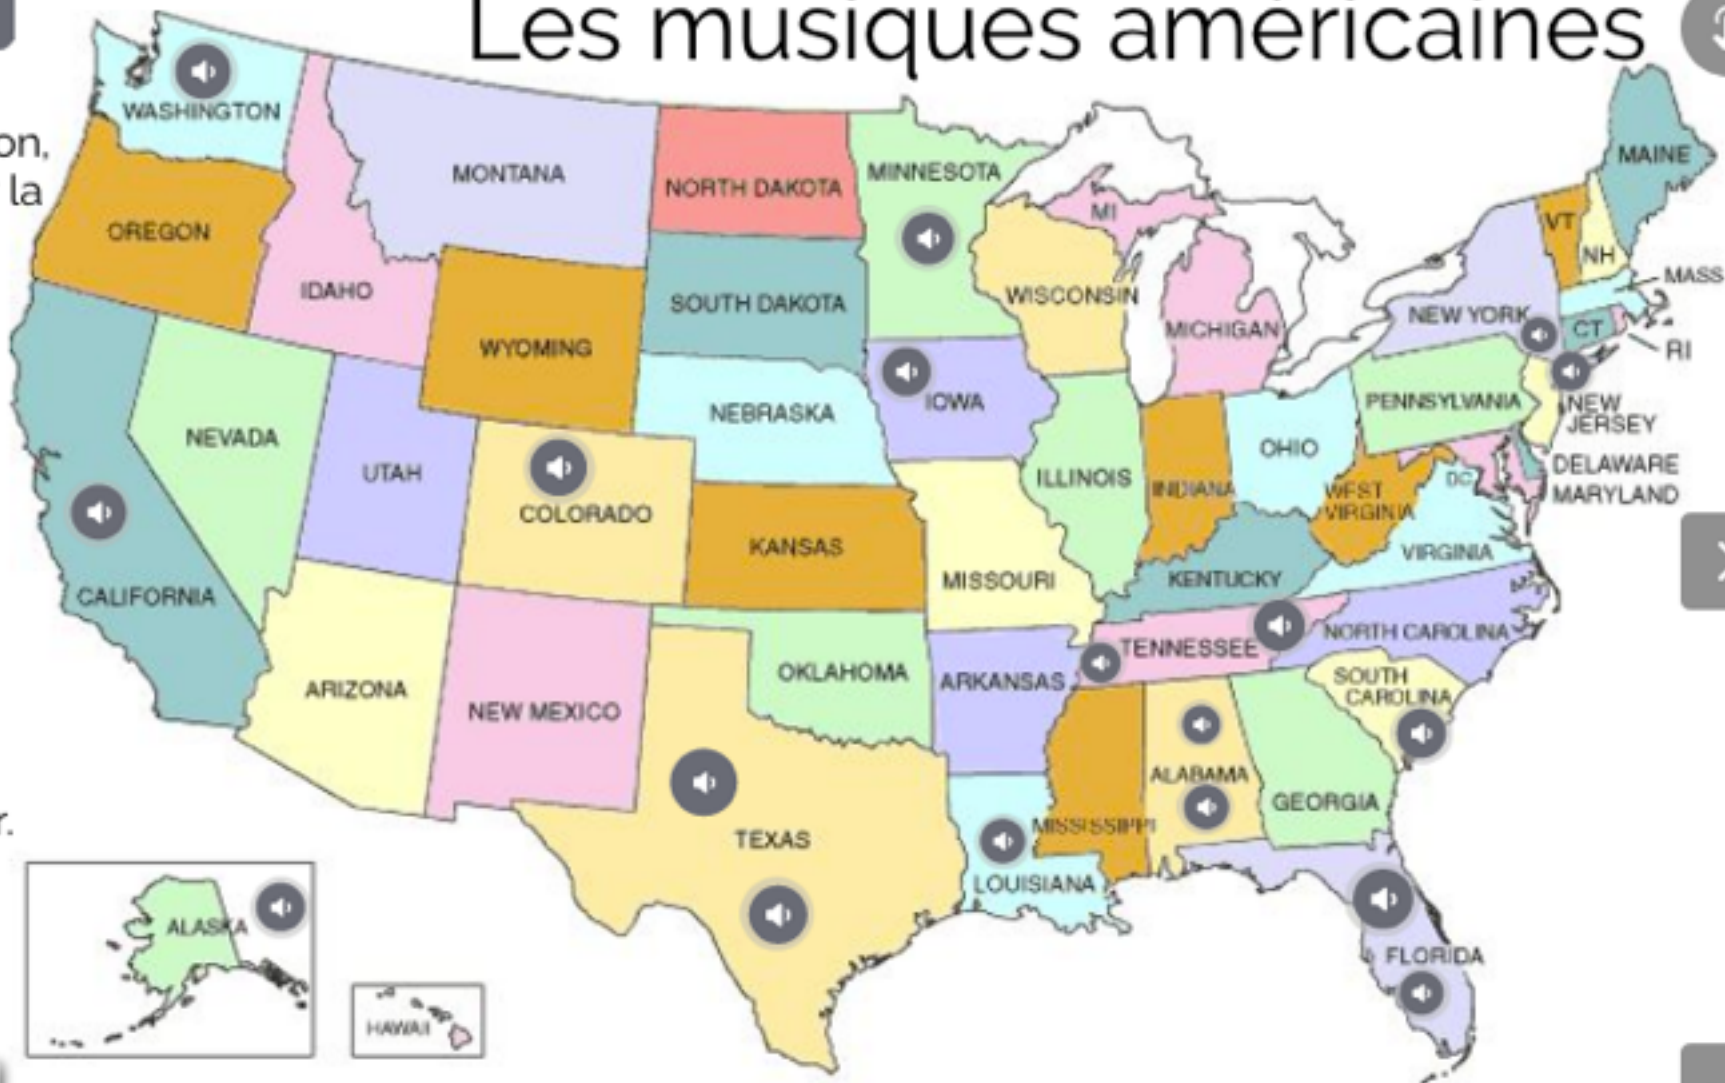 Les musiques américaines
on,
la
r.
WASHINGTON
MONTANA
NORTH DAKOTA
MINNESOTA
MAINE
OREGON
IDAHO
MI
VT
NH
MASS
WYOMING
SOUTH DAKOTA
WISCONSIN
MICHIGAN
NEW YORK
CT
RI
NEVADA
UTAH
COLORADO
NEBRASKA
IOWA
ILLINOIS
INDIANA
OHIO
PENNSYLVANIA
NEW
JERSEY
DELAWARE
MARYLAND
DC
WEST
VIRGINIA
VIRGINIA
CALIFORNIA
KANSAS
MISSOURI
KENTUCKY
ARIZONA
NEW MEXICO
OKLAHOMA
ARKANSAS
TENNESSEE
NORTH CAROLINA
SOUTH
CAROLINA
TEXAS
LOUISIANA
MISSISSIPPI
ALABAMA
GEORGIA
FLORIDA
ALASKA
HAWAII